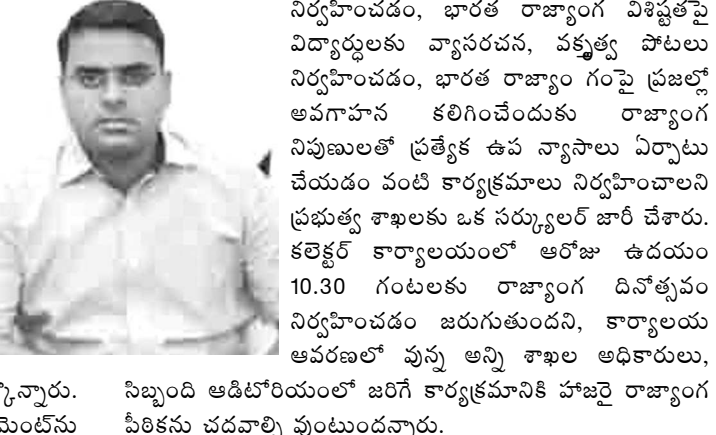 నిర్వహించడం, భారత రాజ్యాంగ విశిష్టతపై
విద్యార్థులకు వ్యాసరచన, వక్తృత్వ పోటలు
నిర్వహించడం, భారత రాజ్యాం గంపై ప్రజల్లో
అవగాహన కలిగించేందుకు రాజ్యాంగ
నిపుణులతో ప్రత్యేక ఉప న్యాసాలు ఏర్పాటు
చేయడం వంటి కార్యక్రమాలు నిర్వహించాలని
ప్రభుత్వ శాఖలకు ఒక సర్క్యులర్ జారీ చేశారు.
కలెక్టర్ కార్యాలయంలో ఆరోజు ఉదయం
10.30 గంటలకు రాజ్యాంగ దినోత్సవం
నిర్వహించడం జరుగుతుందని, కార్యాలయ
ఆవరణలో వున్న అన్ని శాఖల అధికారులు,
సిబ్బంది ఆడిటోరియంలో జరిగే కార్యక్రమానికి హాజరై రాజ్యాంగ
పీఠికను చదవాల్సి వుంటుందన్నారు.